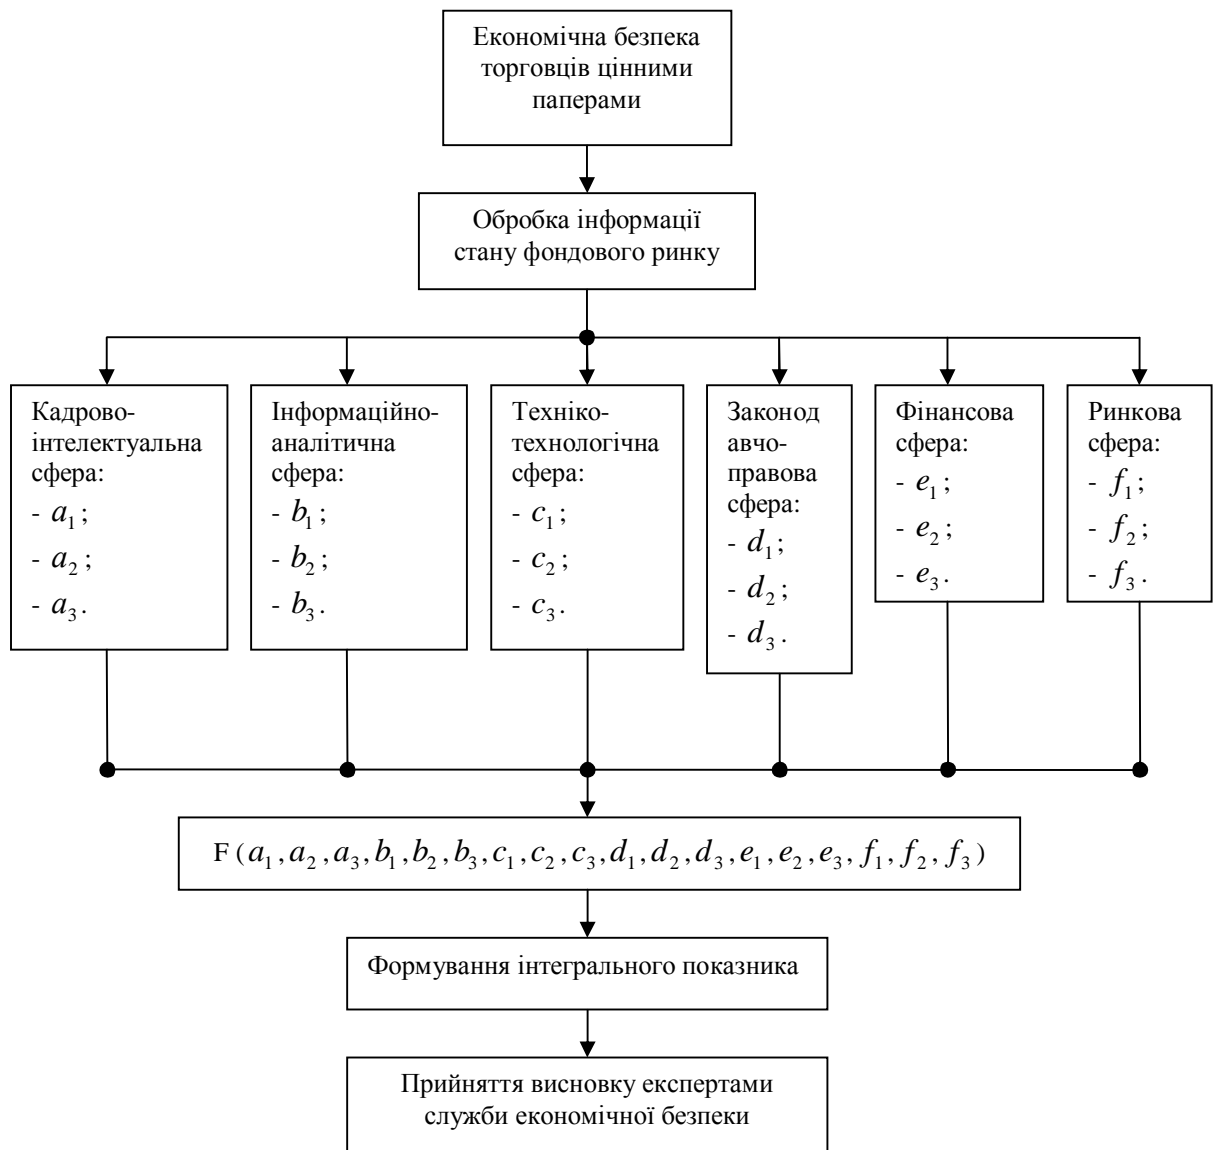 Економічна безпека
торговців цінними
паперами
Обробка інформації
стану фондового ринку
Кадрово-
інтелектуальна
сфера:
- a₁;
- a₂;
- a₃.
Інформаційно-
аналітична
сфера:
- b₁;
- b₂;
- b₃.
Техніко-
технологічна
сфера:
- c₁;
- c₂;
- c₃.
Законод
авчо-
правова
сфера:
- d₁;
- d₂;
- d₃.
Фінансова
сфера:
- e₁;
- e₂;
- e₃.
Ринкова
сфера:
- f₁;
- f₂;
- f₃.
F(a₁,a₂,a₃,b₁,b₂,b₃,c₁,c₂,c₃,d₁,d₂,d₃,e₁,e₂,e₃,f₁,f₂,f₃)
Формування інтегрального показника
Прийняття висновку експертами
служби економічної безпеки